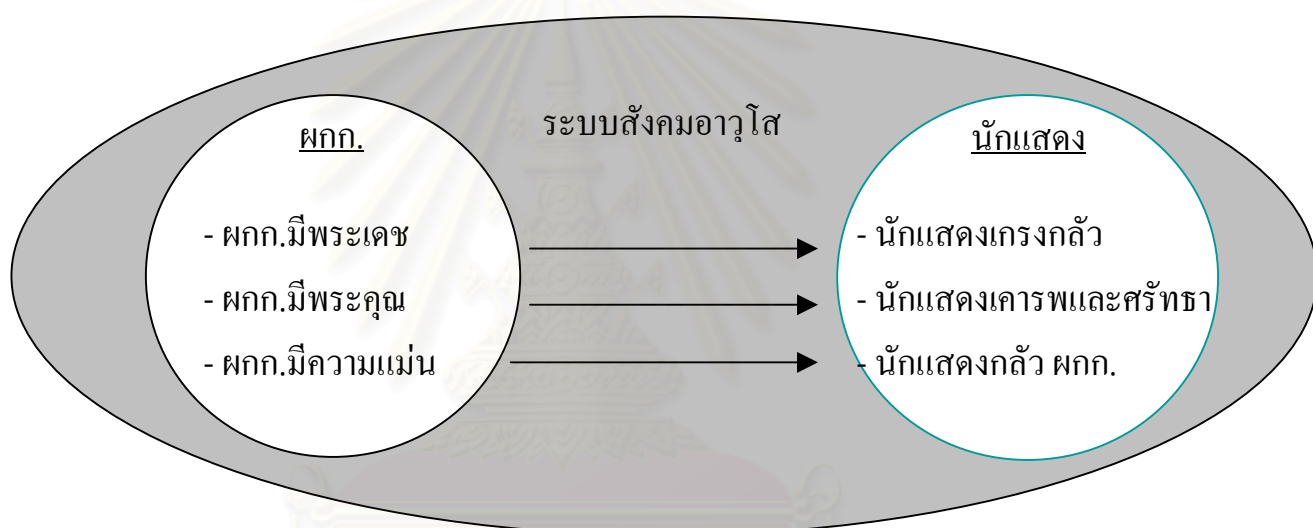 ระบบสังคมอาวุโส
ผกก.
- ผกก.มีพระเดช
- ผกก.มีพระคุณ
- ผกก.มีความแม่น
นักแสดง
- นักแสดงเกรงกลัว
- นักแสดงเคารพและศรัทธา
- นักแสดงกลัว ผกก.